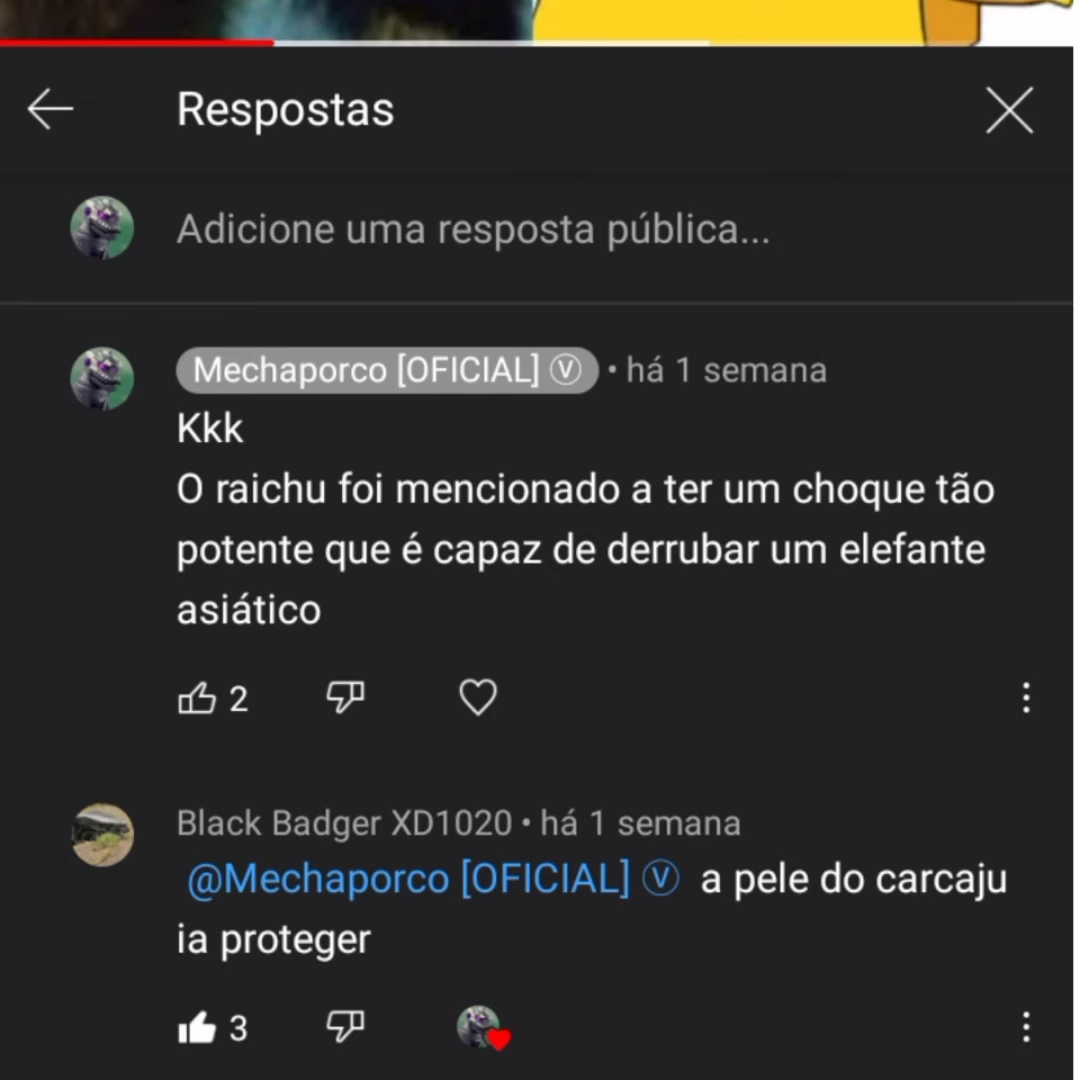 Respostas
Adicione uma resposta pública...
Mechaporco [OFICIAL] Ⓥ • há 1 semana
Kkk
O raichu foi mencionado a ter um choque tão
potente que é capaz de derrubar um elefante
asiático
2
Black Badger XD1020 • há 1 semana
@Mechaporco [OFICIAL] Ⓥ a pele do carcaju
ia proteger
3